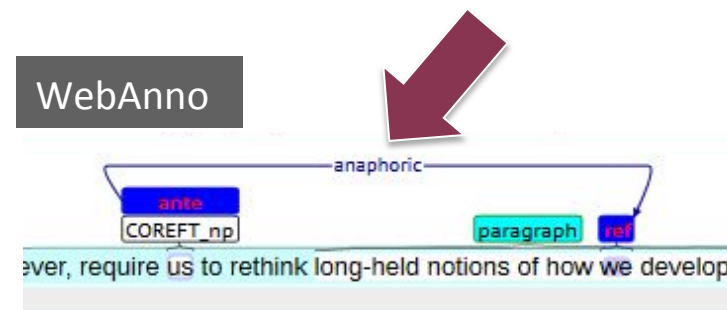 WebAnno
anaphoric
ante
COREFT_np paragraph ref
ever, require us to rethink long-held notions of how we develop